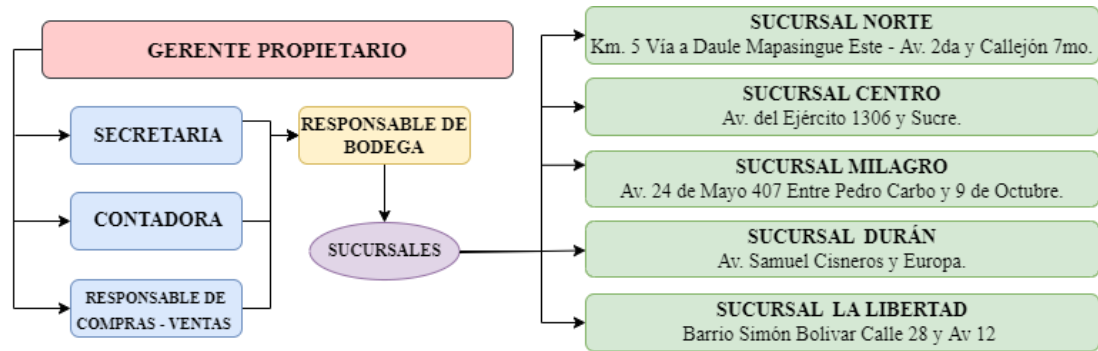 GERENTE PROPIETARIO
SECRETARIA
CONTADORA
RESPONSABLE DE
COMPRAS - VENTAS
RESPONSABLE DE
BODEGA
SUCURSALES
SUCURSAL NORTE
Km. 5 Vía a Daule Mapasingue Este - Av. 2da y Callejón 7mo.
SUCURSAL CENTRO
Av. del Ejército 1306 y Sucre.
SUCURSAL MILAGRO
Av. 24 de Mayo 407 Entre Pedro Carbo y 9 de Octubre.
SUCURSAL DURÁN
Av. Samuel Cisneros y Europa.
SUCURSAL LA LIBERTAD
Barrio Simón Bolivar Calle 28 y Av 12